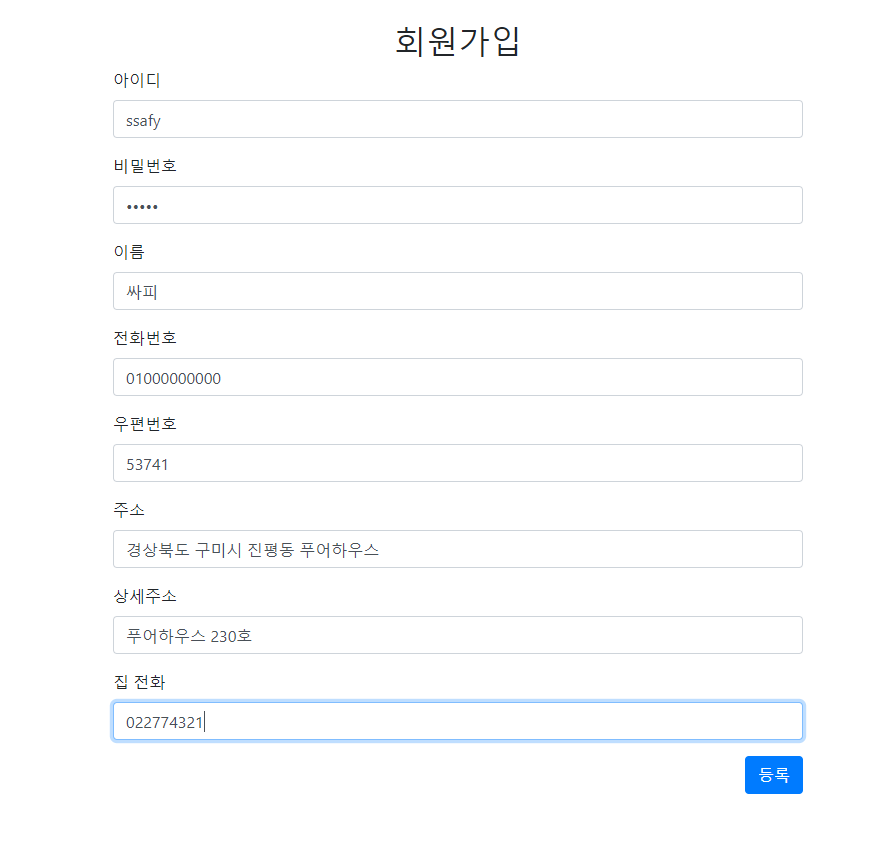 회원가입
아이디
ssafy
비밀번호
•••••
이름
싸피
전화번호
01000000000
우편번호
53741
주소
경상북도 구미시 진평동 푸어하우스
상세주소
푸어하우스 230호
집 전화
022774321
등록